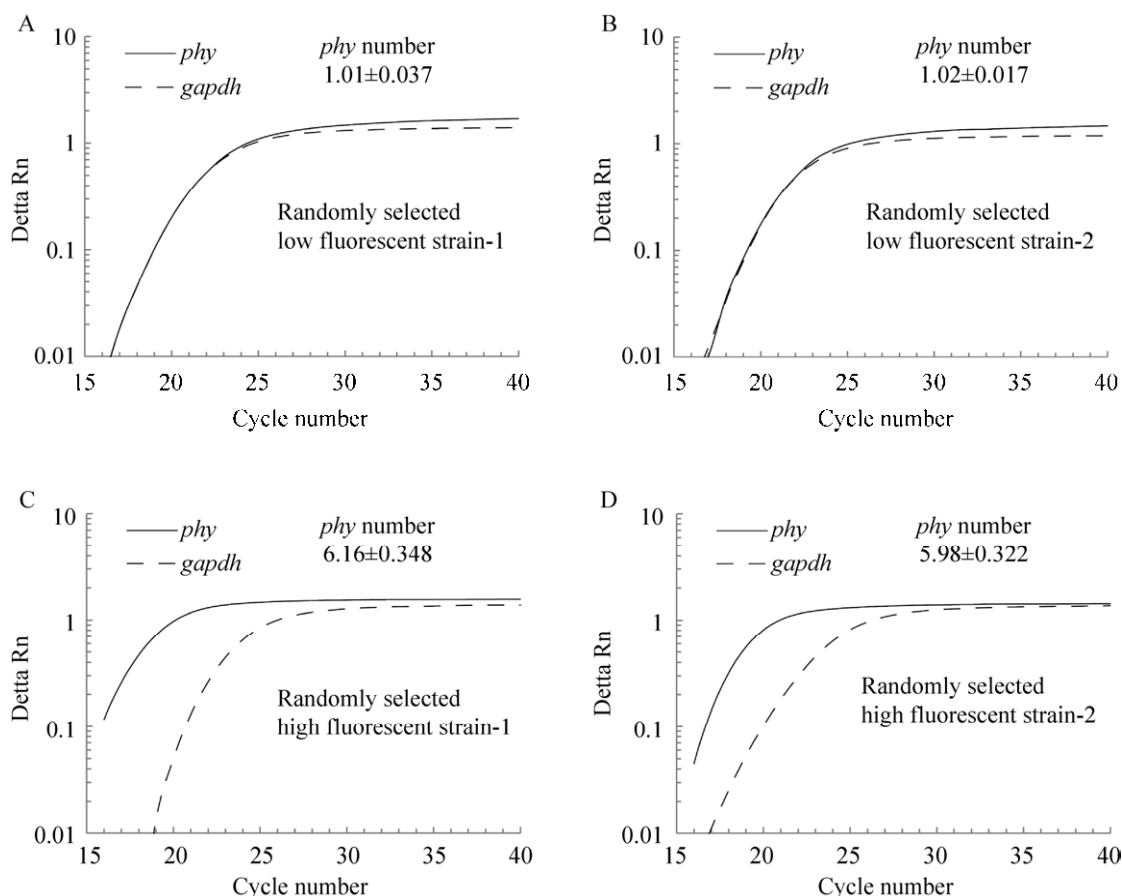 A
10
phy
gapdh
phy number
1.01±0.037
1
0.1
0.01
Detta Rn
Randomly selected
low fluorescent strain-1
15 20 25 30 35 40
Cycle number
B
10
phy
gapdh
phy number
1.02±0.017
1
0.1
0.01
Detta Rn
Randomly selected
low fluorescent strain-2
15 20 25 30 35 40
Cycle number
C
10
phy
gapdh
phy number
6.16±0.348
1
0.1
0.01
Detta Rn
Randomly selected
high fluorescent strain-1
15 20 25 30 35 40
Cycle number
D
10
phy
gapdh
phy number
5.98±0.322
1
0.1
0.01
Detta Rn
Randomly selected
high fluorescent strain-2
15 20 25 30 35 40
Cycle number